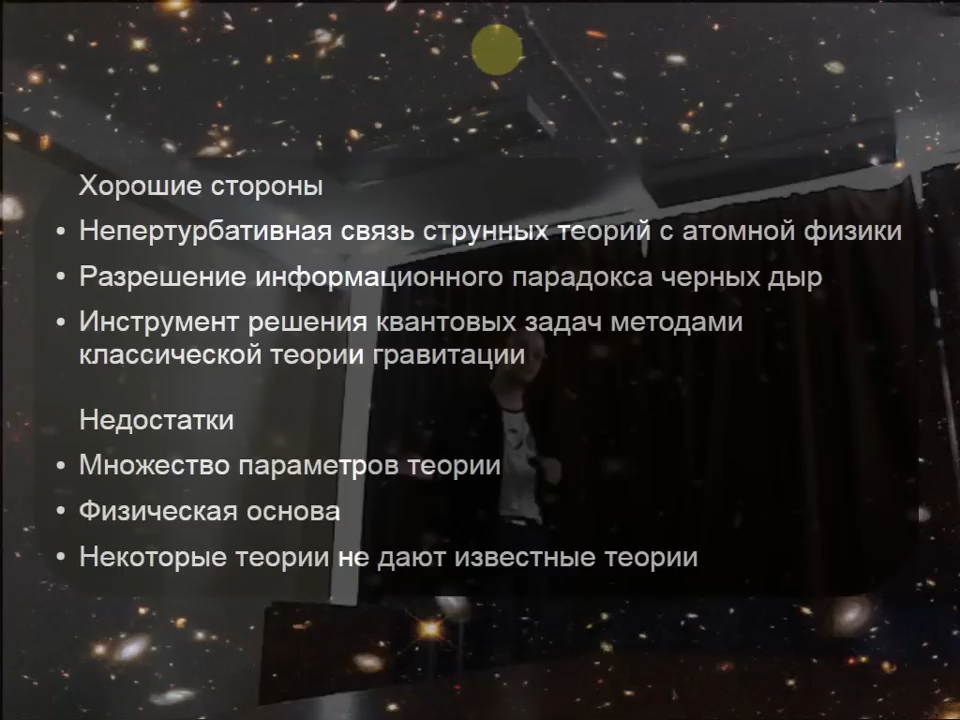 Хорошие стороны
• Непертурбативная связь струнных теорий с атомной физики
• Разрешение информационного парадокса черных дыр
• Инструмент решения квантовых задач методами
классической теории гравитации
Недостатки
• Множество параметров теории
• Физическая основа
• Некоторые теории не дают известные теории